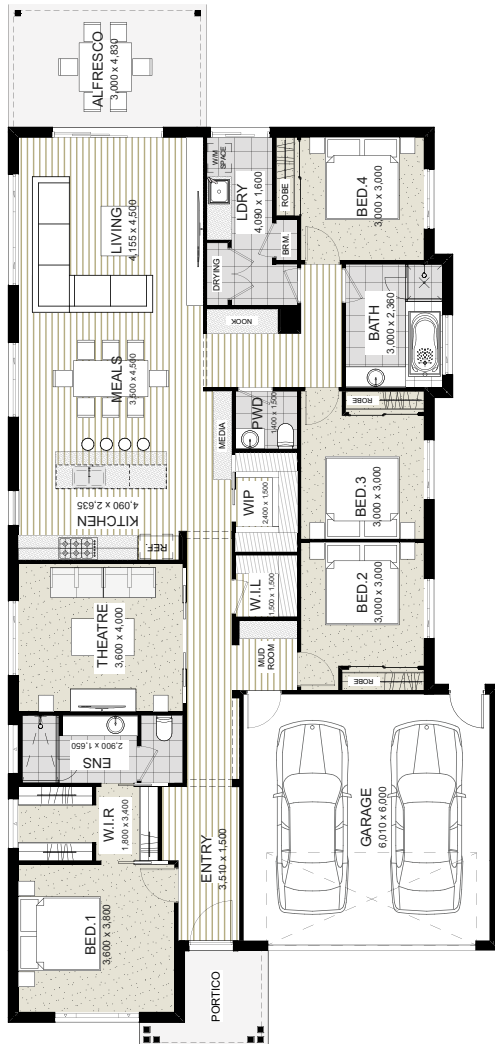 ALFRESCO
3,000 x 4,830
LIVING
4,155 x 4,500
W/M
SPACE
LDRY
4,090 x 1,600
ROBE
BED.4
3,000 x 3,000
DRYING
BRM.
NOOK
BATH
3,000 x 2,360
MEALS
3,500 x 4,500
MEDIA
PWD
1,400 x 1,500
ROBE
KITCHEN
4,090 x 2,635
REF.
WIP
2,400 x 1,500
BED.3
3,000 x 3,000
W.I.L
1,500 x 1,500
BED.2
3,000 x 3,000
THEATRE
3,600 x 4,000
MUD
ROOM
ROBE
ENS
2,900 x 1,650
W.I.R
1,800 x 3,400
ENTRY
3,510 x 1,500
GARAGE
6,010 x 6,000
BED.1
3,600 x 3,800
PORTICO